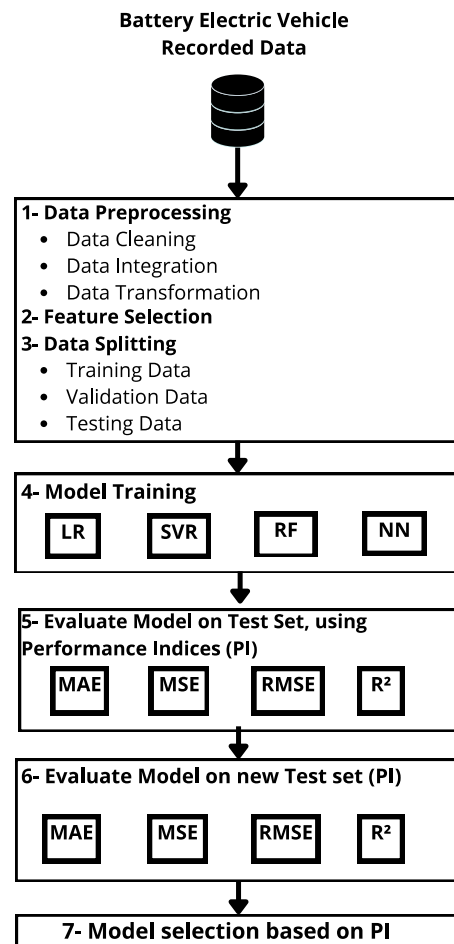 Battery Electric Vehicle
Recorded Data
1- Data Preprocessing
• Data Cleaning
• Data Integration
• Data Transformation
2- Feature Selection
3- Data Splitting
• Training Data
• Validation Data
• Testing Data
4- Model Training
LR SVR RF NN
5- Evaluate Model on Test Set, using
Performance Indices (PI)
MAE MSE RMSE R²
6- Evaluate Model on new Test set (PI)
MAE MSE RMSE R²
7- Model selection based on PI